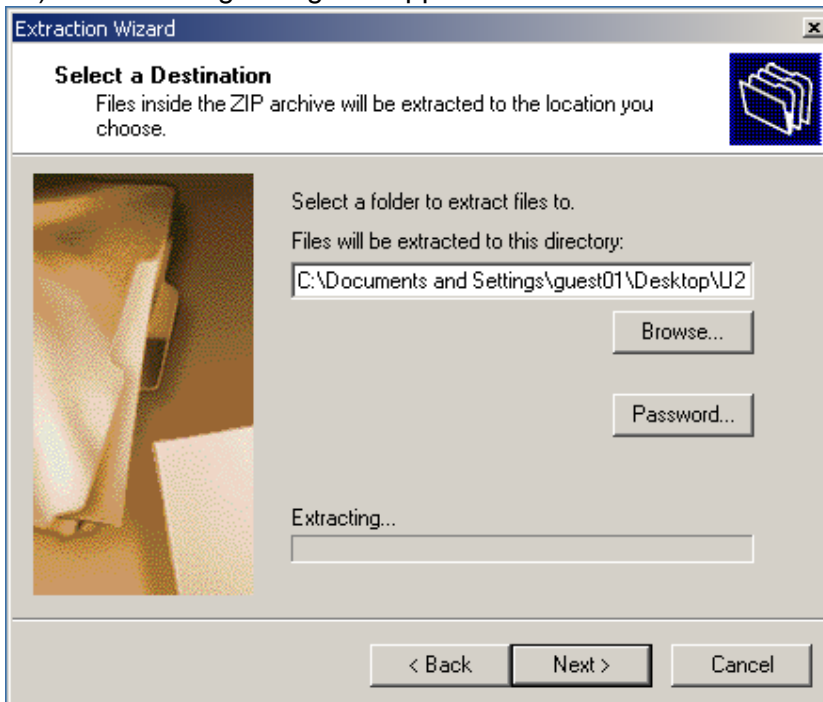 Extraction Wizard
Select a Destination
Files inside the ZIP archive will be extracted to the location you
choose.
Select a folder to extract files to.
Files will be extracted to this directory:
C:\Documents and Settings\guest01\Desktop\U2
Browse...
Password...
Extracting...
< Back Next > Cancel